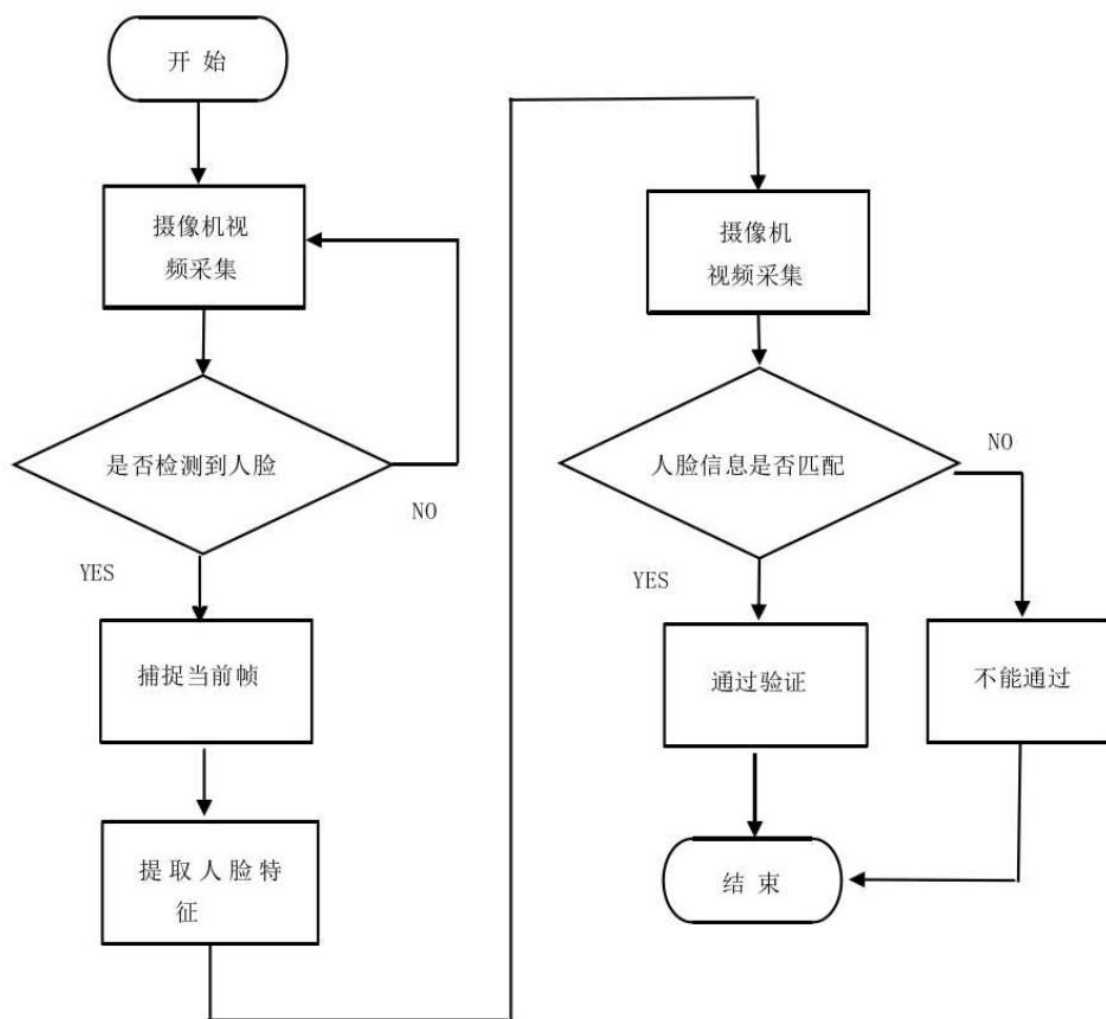 开 始
摄像机视
频采集
是否检测到人脸
NO
YES
捕捉当前帧
提取人脸特
征
摄像机
视频采集
人脸信息是否匹配
NO
YES
通过验证
不能通过
结 束